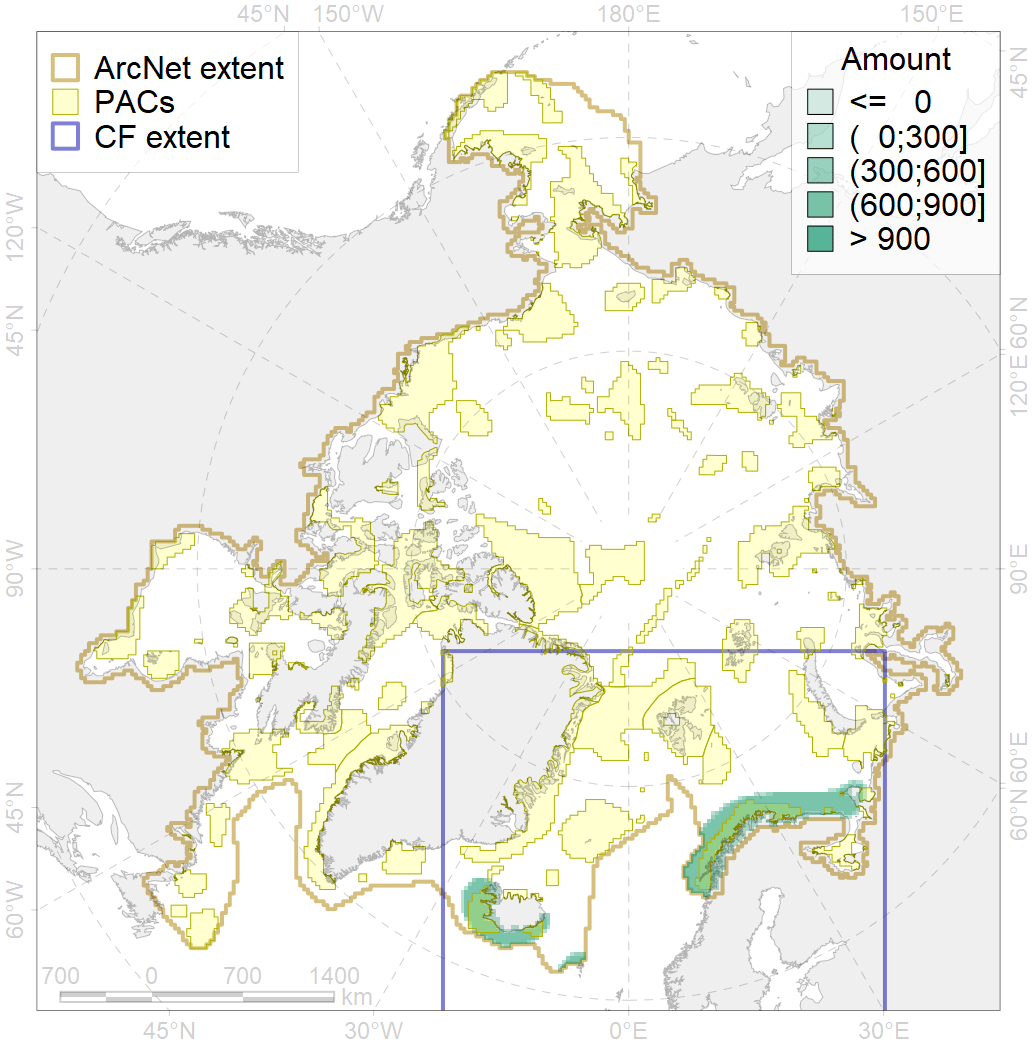 45°N 150°W 180°E 150°E
ArcNet extent
PACs
CF extent
Amount
<= 0
( 0;300]
(300;600]
(600;900]
> 900
45°N
120°W
45°N
90°W
45°N
60°W
60°N
120°E
90°E
60°E
60°N
700 0 700 1400
km
45°W 30°W 0°E 30°E